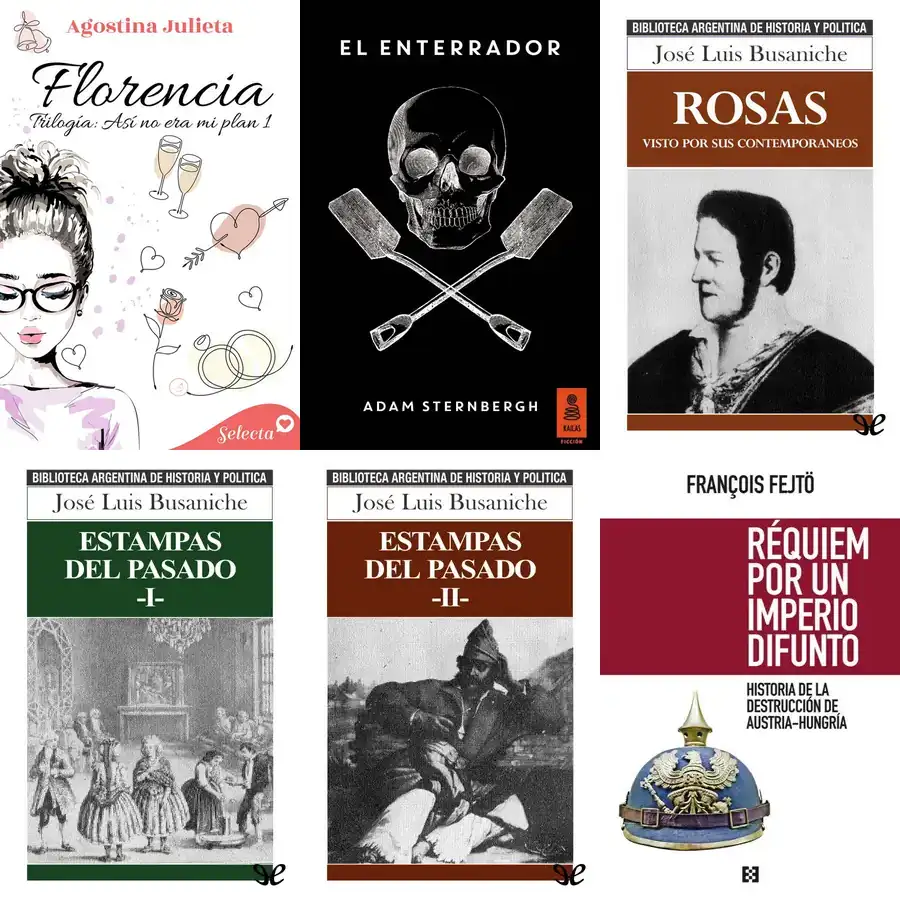 Agostina Julieta
Florencia
Trilogía: Así no era mi plan 1
Selecta
EL ENTERRADOR
ADAM STERNBERGH
KAILAS
FICCIÓN
BIBLIOTECA ARGENTINA DE HISTORIA Y POLITICA
José Luis Busaniche
ROSAS
VISTO POR SUS CONTEMPORANEOS
BIBLIOTECA ARGENTINA DE HISTORIA Y POLITICA
José Luis Busaniche
ESTAMPAS
DEL PASADO
-I-
BIBLIOTECA ARGENTINA DE HISTORIA Y POLITICA
José Luis Busaniche
ESTAMPAS
DEL PASADO
-II-
FRANÇOIS FEJTÖ
RÉQUIEM
POR UN
IMPERIO
DIFUNTO
HISTORIA DE LA
DESTRUCCIÓN DE
AUSTRIA-HUNGRÍA